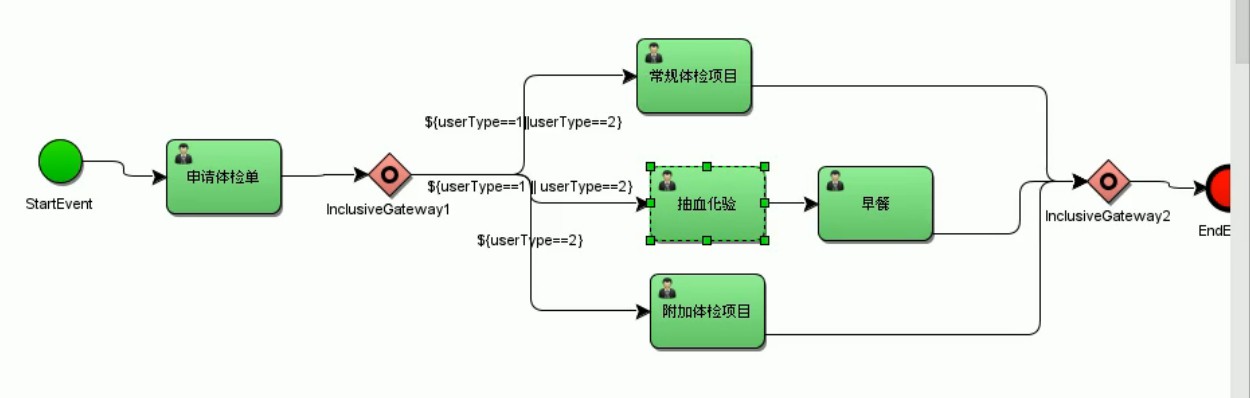 常规体检项目
${userType==1||userType==2}
StartEvent
申请体检单
InclusiveGateway1
${userType==1 || userType==2}
抽血化验
早餐
InclusiveGateway2
EndE
${userType==2}
附加体检项目